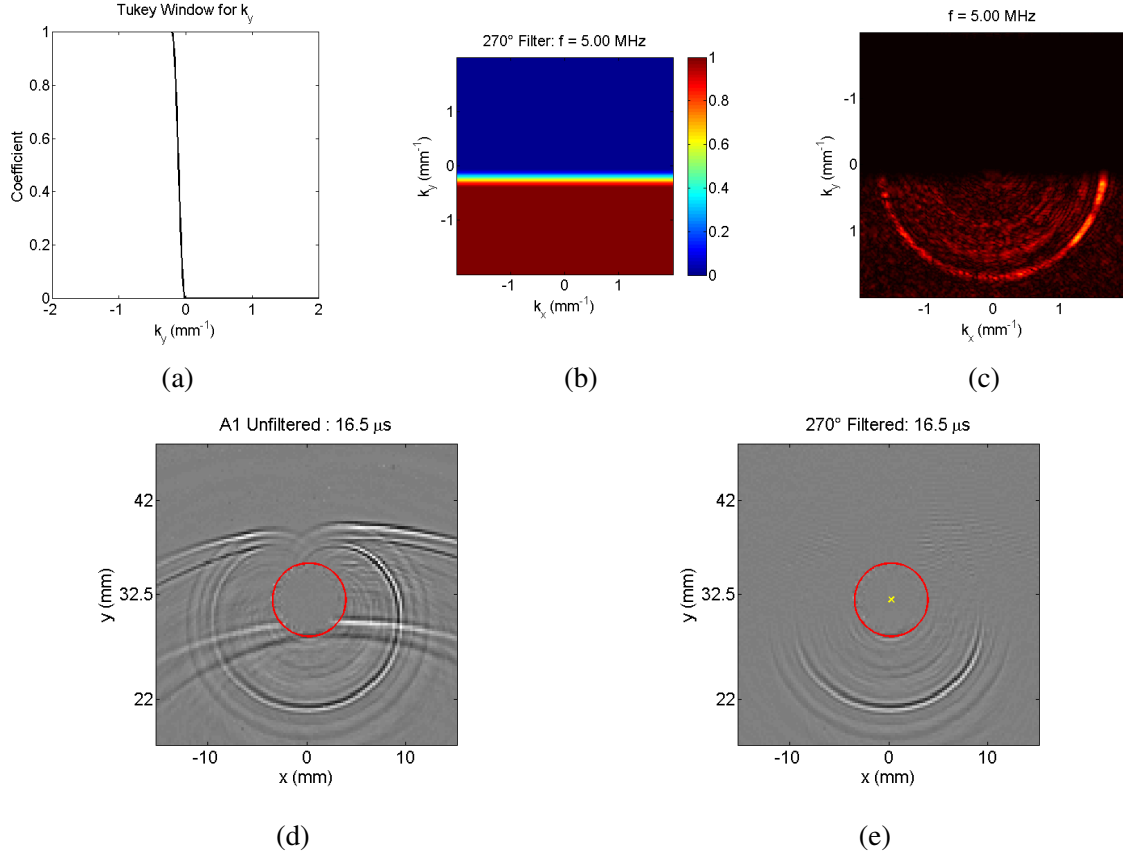 Tukey Window for k_y
1
0.8
0.6
0.4
0.2
0
Coefficient
-2 -1 0 1 2
k_y (mm⁻¹)
(a)
270° Filter: f = 5.00 MHz
1
0
-1
k_y (mm⁻¹)
-1 0 1
k_x (mm⁻¹)
1
0.8
0.6
0.4
0.2
0
(b)
f = 5.00 MHz
-1
0
1
k_y (mm⁻¹)
-1 0 1
k_x (mm⁻¹)
(c)
A1 Unfiltered : 16.5 μs
42
32.5
22
y (mm)
-10 0 10
x (mm)
(d)
270° Filtered: 16.5 μs
42
32.5
22
y (mm)
-10 0 10
x (mm)
(e)